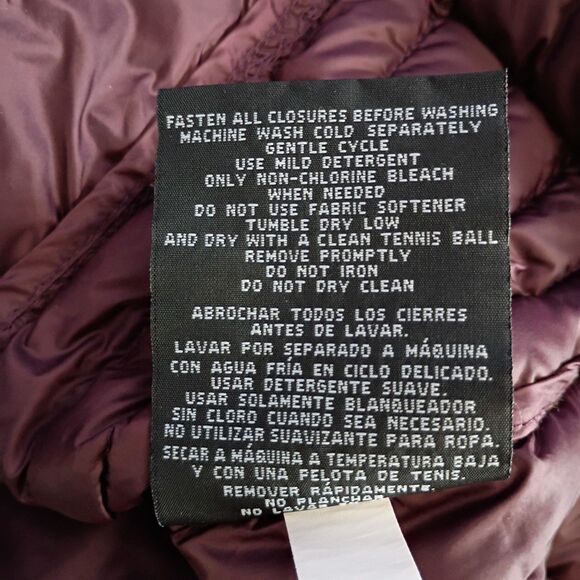 FASTEN ALL CLOSURES BEFORE WASHING
MACHINE WASH COLD SEPARATELY
GENTLE CYCLE
USE MILD DETERGENT
ONLY NON-CHLORINE BLEACH
WHEN NEEDED
DO NOT USE FABRIC SOFTENER
TUMBLE DRY LOW
AND DRY WITH A CLEAN TENNIS BALL
REMOVE PROMPTLY
DO NOT IRON
DO NOT DRY CLEAN
ABROCHAR TODOS LOS CIERRES
ANTES DE LAVAR.
LAVAR POR SEPARADO A MÁQUINA
CON AGUA FRÍA EN CICLO DELICADO.
USAR DETERGENTE SUAVE.
USAR SOLAMENTE BLANQUEADOR
SIN CLORO CUANDO SEA NECESARIO.
NO UTILIZAR SUAVIZANTE PARA ROPA.
SECAR A MÁQUINA A TEMPERATURA BAJA
Y CON UNA PELOTA DE TENIS.
REMOVER RÁPIDAMENTE.
NO PLANCHAR
NO LAVAR